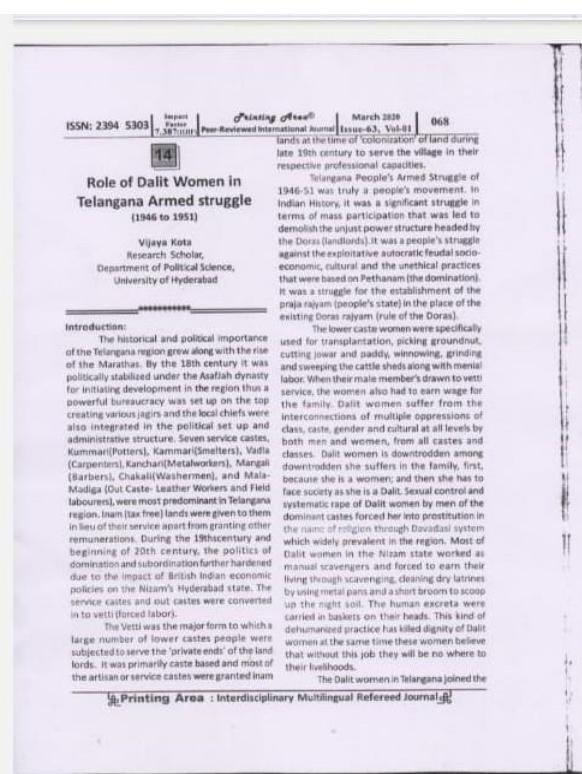 ISSN: 2394 5303
Impact
Factor
7.387(IIJIF)
Printing Area®
Peer-Reviewed International Journal
March 2020
Issue-63, Vol-01
068
14
Role of Dalit Women in
Telangana Armed struggle
(1946 to 1951)
Vijaya Kota
Research Scholar,
Department of Political Science,
University of Hyderabad
Introduction:
The historical and political importance
of the Telangana region grew along with the rise
of the Marathas. By the 18th century it was
politically stabilized under the Asafjah dynasty
for initiating development in the region thus a
powerful bureaucracy was set up on the top
creating various jagirs and the local chiefs were
also integrated in the political set up and
administrative structure. Seven service castes,
Kummari(Potters), Kammari(Smelters), Vadla
(Carpenters), Kanchari(Metalworkers), Mangali
(Barbers), Chakali(Washermen), and Mala-
Madiga (Out Caste- Leather Workers and Field
labourers), were most predominant in Telangana
region. Inam (tax free) lands were given to them
in lieu of their service apart from granting other
remunerations. During the 19thscentury and
beginning of 20th century, the politics of
domination and subordination further hardened
due to the impact of British Indian economic
policies on the Nizam's Hyderabad state. The
service castes and out castes were converted
in to vetti (forced labor).
The Vetti was the major form to which a
large number of lower castes people were
subjected to serve the 'private ends' of the land
lords. It was primarily caste based and most of
the artisan or service castes were granted inam
lands at the time of 'colonization' of land during
late 19th century to serve the village in their
respective professional capacities.
Telangana People's Armed Struggle of
1946-51 was truly a people's movement. In
Indian History, it was a significant struggle in
terms of mass participation that was led to
demolish the unjust power structure headed by
the Doras (landlords).It was a people's struggle
against the exploitative autocratic feudal socio-
economic, cultural and the unethical practices
that were based on Pethanam (the domination).
It was a struggle for the establishment of the
praja rajyam (people's state) in the place of the
existing Doras rajyam (rule of the Doras).
The lower caste women were specifically
used for transplantation, picking groundnut,
cutting jowar and paddy, winnowing, grinding
and sweeping the cattle sheds along with menial
labor. When their male member's drawn to vetti
service, the women also had to earn wage for
the family. Dalit women suffer from the
interconnections of multiple oppressions of
class, caste, gender and cultural at all levels by
both men and women, from all castes and
classes. Dalit women is downtrodden among
downtrodden she suffers in the family, first,
because she is a women; and then she has to
face society as she is a Dalit. Sexual control and
systematic rape of Dalit women by men of the
dominant castes forced her into prostitution in
the name of religion through Davadasi system
which widely prevalent in the region. Most of
Dalit women in the Nizam state worked as
manual scavengers and forced to earn their
living through scavenging, cleaning dry latrines
by using metal pans and a short broom to scoop
up the night soil. The human excreta were
carried in baskets on their heads. This kind of
dehumanized practice has killed dignity of Dalit
women at the same time these women believe
that without this job they will be no where to
their livelihoods.
The Dalit women in Telangana joined the
Printing Area : Interdisciplinary Multilingual Refereed Journal